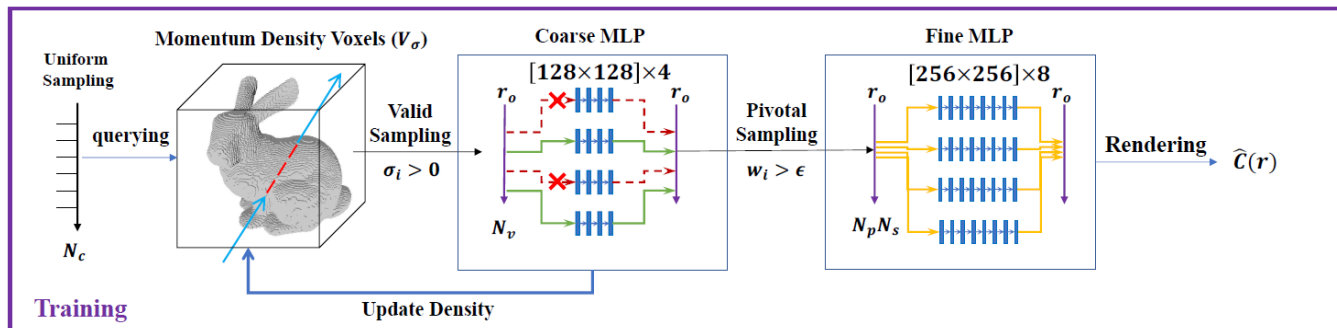 Uniform
Sampling
N_c
querying
Momentum Density Voxels (V_σ)
Valid
Sampling
σ_i > 0
Coarse MLP
[128×128]×4
r_o
r_o
N_v
Update Density
Pivotal
Sampling
w_i > ϵ
Fine MLP
[256×256]×8
r_o
r_o
N_pN_s
Rendering
Ĉ(r)
Training